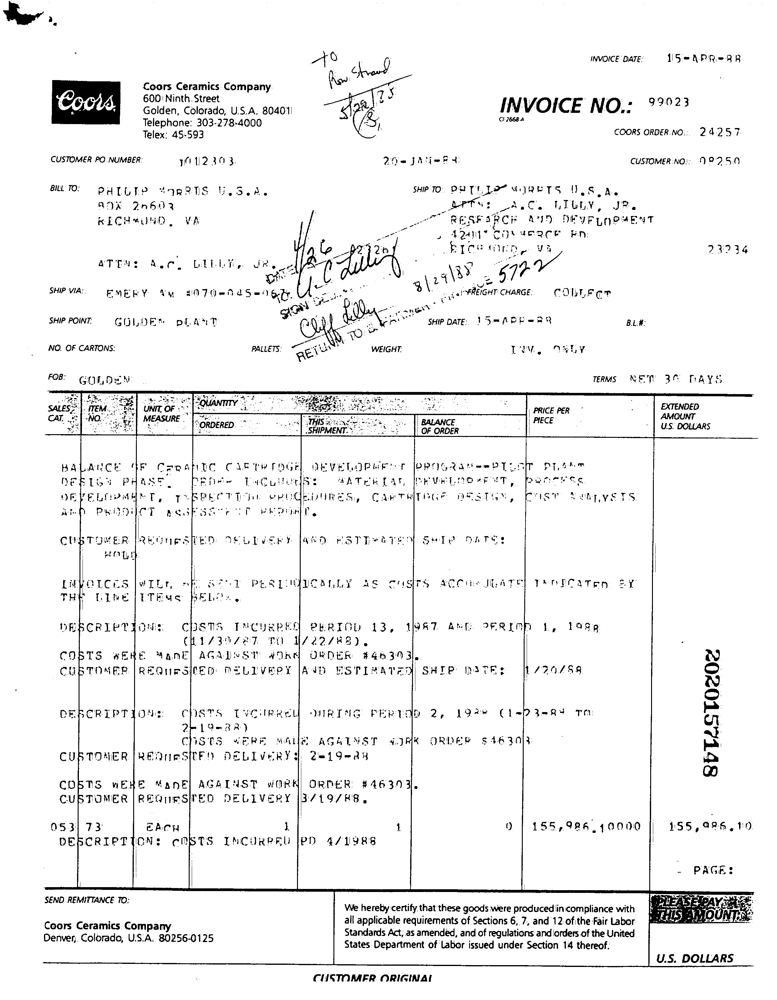 TO
Ron Strand
INVOICE DATE: 15-APR-88
Coors
Coors Ceramics Company
600 Ninth Street
Golden, Colorado, U.S.A. 80401
Telephone: 303-278-4000
Telex: 45-593
INVOICE NO.: 99023
CI 2668-A
COORS ORDER NO.: 24257
CUSTOMER PO NUMBER: 1012303 20-JAN-88 CUSTOMER NO.: 08250
BILL TO: PHILIP MORRIS U.S.A. SHIP TO: PHILIP MORRIS U.S.A.
BOX 26603 ATTN: A.C. LILLY, JR.
RICHMOND, VA RESEARCH AND DEVELOPMENT
4201 COMMERCE RD
RICHMOND, VA 23234
ATTN: A.C. LILLY, JR.
DATE 4/26
A C Lilly
8/29/88
5722
SIGN
Cliff Lilly
RETURN TO
SHIP VIA: EMERY AW FREIGHT CHARGE: COLLECT
SHIP POINT: GOLDEN PLANT SHIP DATE: 15-APR-88 B.L.#:
NO. OF CARTONS: PALLETS: WEIGHT: INV. ONLY
FOB: GOLDEN TERMS NET 30 DAYS
SALES CAT. ITEM NO. UNIT OF MEASURE QUANTITY ORDERED THIS SHIPMENT BALANCE OF ORDER PRICE PER PIECE EXTENDED AMOUNT U.S. DOLLARS
BALANCE OF CERAMIC CARTRIDGE DEVELOPMENT PROGRAM--PILOT PLANT
DESIGN PHASE. ORDER INCLUDES: MATERIAL DEVELOPMENT, PROCESS
DEVELOPMENT, INSPECTION PROCEDURES, CARTRIDGE DESIGN, COST ANALYSIS
AND PRODUCT ASSESSMENT REPORT.
CUSTOMER REQUESTED DELIVERY AND ESTIMATED SHIP DATE:
HOLD
INVOICES WILL BE SENT PERIODICALLY AS COSTS ACCUMULATE INDICATED BY
THE LINE ITEMS BELOW.
DESCRIPTION: COSTS INCURRED PERIOD 13, 1987 AND PERIOD 1, 1988
(11/30/87 TO 1/22/88).
COSTS WERE MADE AGAINST WORK ORDER #46303.
CUSTOMER REQUESTED DELIVERY AND ESTIMATED SHIP DATE: 1/20/88
DESCRIPTION: COSTS INCURRED DURING PERIOD 2, 1988 (1-23-88 TO
2-19-88)
COSTS WERE MADE AGAINST WORK ORDER $46303
CUSTOMER REQUESTED DELIVERY: 2-19-88
COSTS WERE MADE AGAINST WORK ORDER #46303.
CUSTOMER REQUESTED DELIVERY 3/19/88.
053 73 EACH 1 1 0 155,986.10000 155,986.10
DESCRIPTION: COSTS INCURRED PD 4/1988
2020157148
PAGE:
SEND REMITTANCE TO:
Coors Ceramics Company
Denver, Colorado, U.S.A. 80256-0125
We hereby certify that these goods were produced in compliance with
all applicable requirements of Sections 6, 7, and 12 of the Fair Labor
Standards Act, as amended, and of regulations and orders of the United
States Department of Labor issued under Section 14 thereof.
PLEASE PAY
THIS AMOUNT:
U.S. DOLLARS
CUSTOMER ORIGINAL